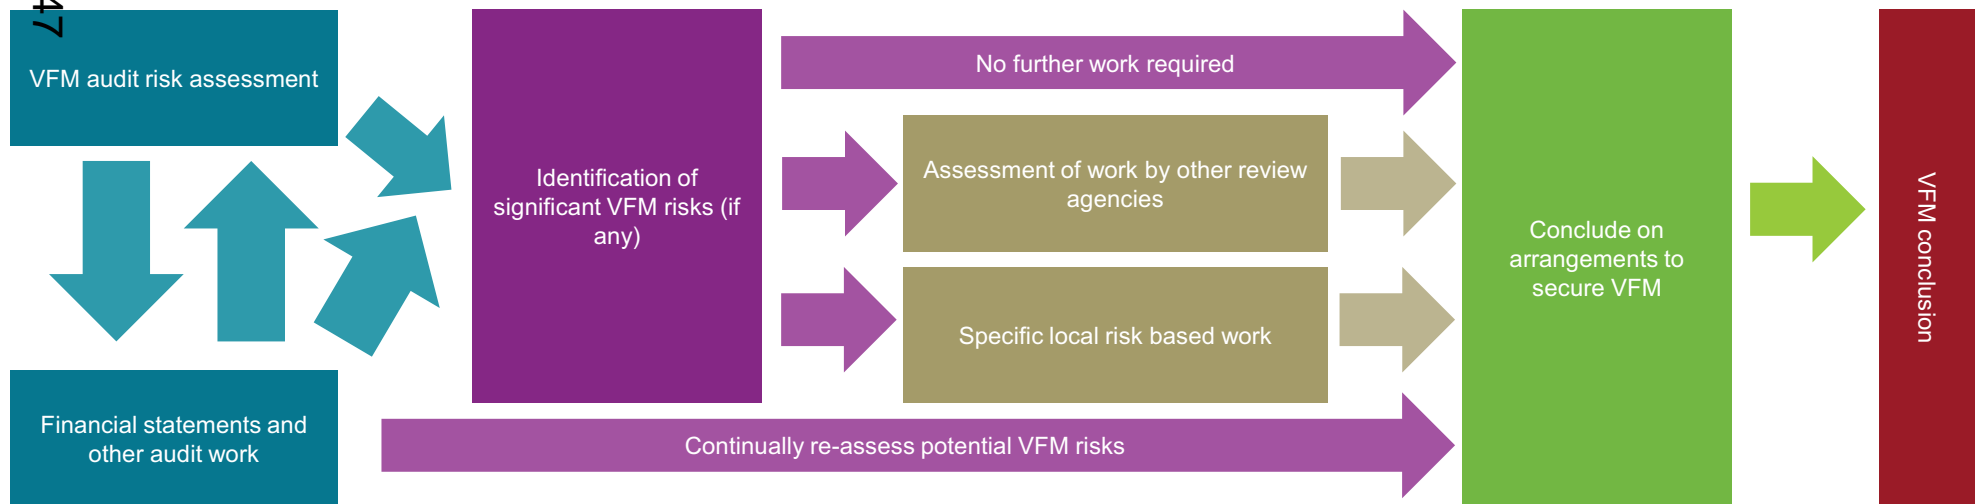 47
VFM audit risk assessment
Financial statements and
other audit work
Identification of
significant VFM risks (if
any)
No further work required
Assessment of work by other review
agencies
Specific local risk based work
Continually re-assess potential VFM risks
Conclude on
arrangements to
secure VFM
VFM conclusion